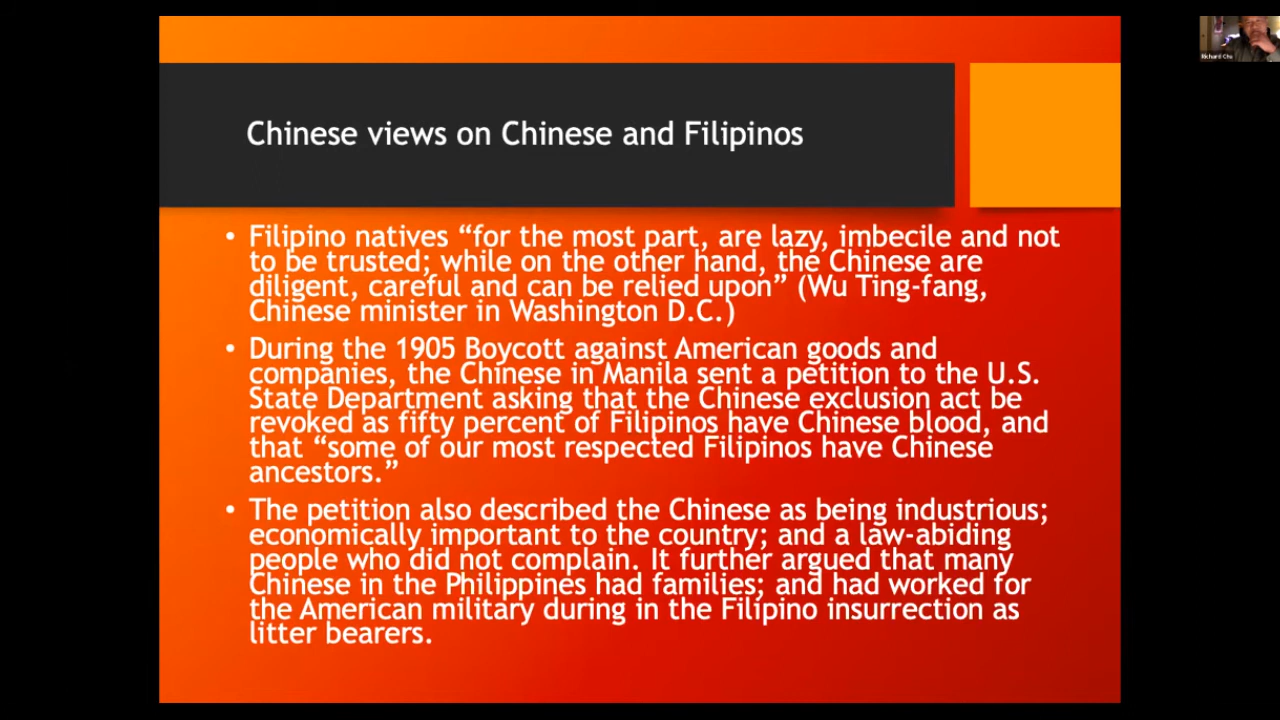 Chinese views on Chinese and Filipinos
• Filipino natives “for the most part, are lazy, imbecile and not
to be trusted; while on the other hand, the Chinese are
diligent, careful and can be relied upon” (Wu Ting-fang,
Chinese minister in Washington D.C.)
• During the 1905 Boycott against American goods and
companies, the Chinese in Manila sent a petition to the U.S.
State Department asking that the Chinese exclusion act be
revoked as fifty percent of Filipinos have Chinese blood, and
that “some of our most respected Filipinos have Chinese
ancestors.”
• The petition also described the Chinese as being industrious;
economically important to the country; and a law-abiding
people who did not complain. It further argued that many
Chinese in the Philippines had families; and had worked for
the American military during in the Filipino insurrection as
litter bearers.
Richard Chu